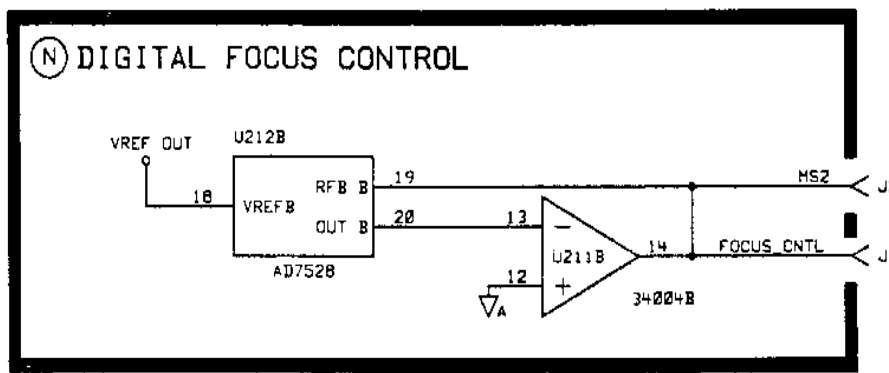 N DIGITAL FOCUS CONTROL
VREF OUT
U212B
18
VREFB
RFB B
19
MS2
J
OUT B
20
13
AD7528
U211B
14
FOCUS_CNTL
J
12
A
34004B